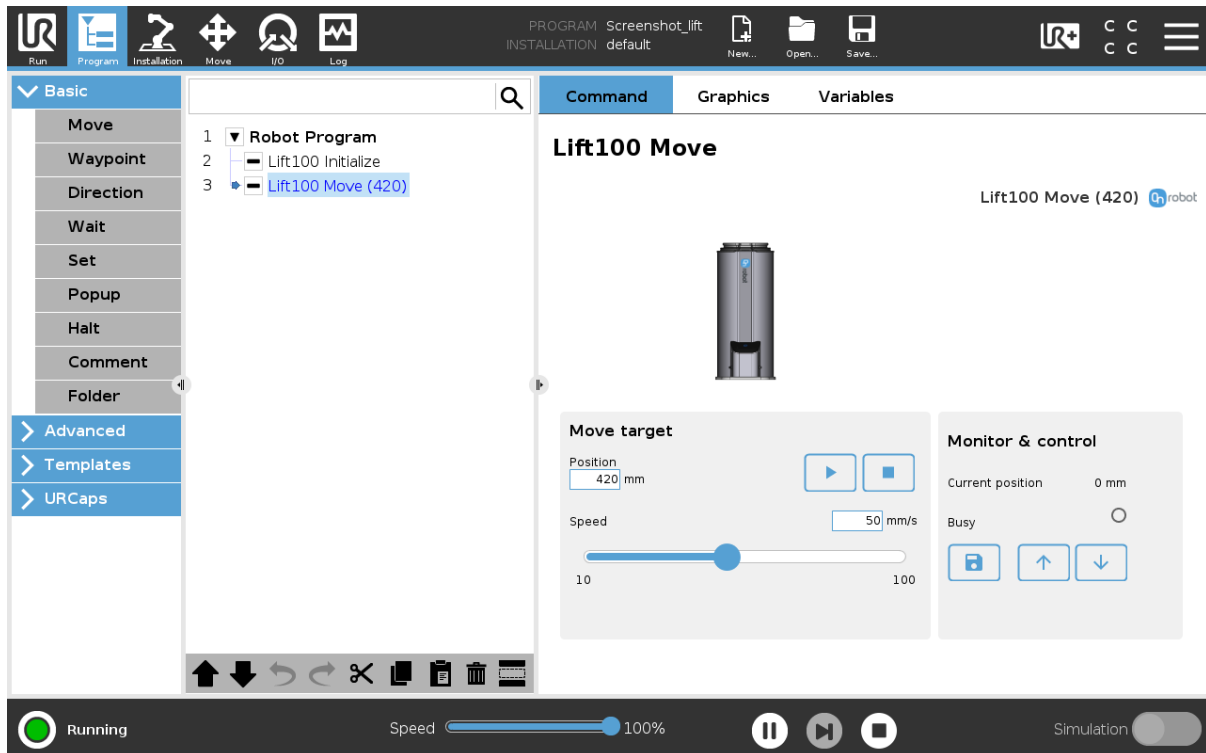 PROGRAM Screenshot_lift
INSTALLATION default
Run Program Installation Move I/O Log
New... Open... Save...
UR+
C C
C C
Basic
Move
Waypoint
Direction
Wait
Set
Popup
Halt
Comment
Folder
Advanced
Templates
URCaps
1 Robot Program
2 Lift100 Initialize
3 Lift100 Move (420)
Command Graphics Variables
Lift100 Move
Lift100 Move (420) OnRobot
Move target
Position
420 mm
Speed 50 mm/s
10 100
Monitor & control
Current position 0 mm
Busy
Running
Speed 100%
Simulation